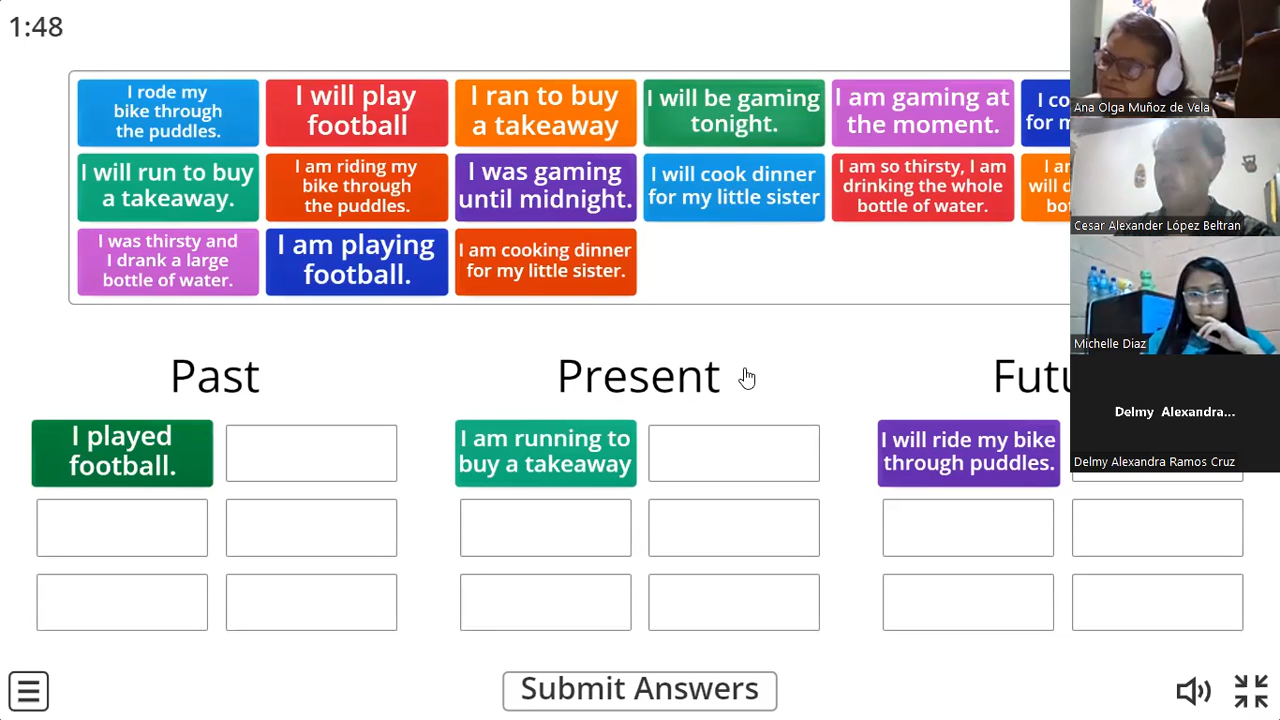 1:48
I rode my
bike through
the puddles.
I will play
football
I ran to buy
a takeaway
I will be gaming
tonight.
I am gaming at
the moment.
I co
for m
I will run to buy
a takeaway.
I am riding my
bike through
the puddles.
I was gaming
until midnight.
I will cook dinner
for my little sister
I am so thirsty, I am
drinking the whole
bottle of water.
will d
I was thirsty and
I drank a large
bottle of water.
I am playing
football.
I am cooking dinner
for my little sister.
Past
Present
Futu
I played
football.
I am running to
buy a takeaway
I will ride my bike
through puddles.
Submit Answers
Ana Olga Muñoz de Vela
Cesar Alexander López Beltran
Michelle Diaz
Delmy Alexandra...
Delmy Alexandra Ramos Cruz